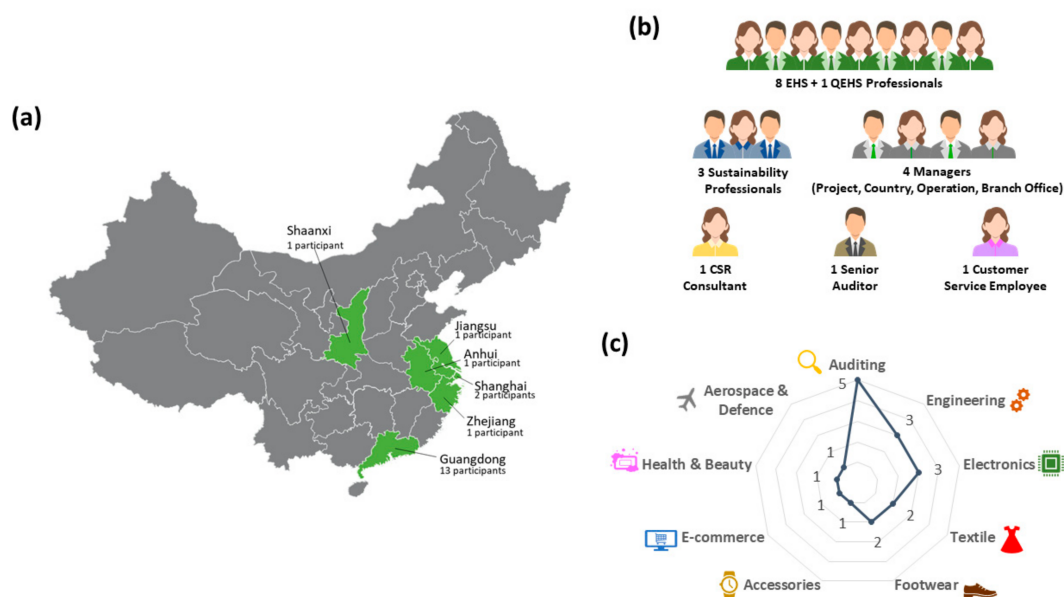 (a)
Shaanxi
1 participant
Jiangsu
1 participant
Anhui
1 participant
Shanghai
2 participants
Zhejiang
1 participant
Guangdong
13 participants
(b)
8 EHS + 1 QEHS Professionals
3 Sustainability
Professionals
4 Managers
(Project, Country, Operation, Branch Office)
1 CSR
Consultant
1 Senior
Auditor
1 Customer
Service Employee
(c)
Auditing
5
Engineering
3
Electronics
3
Textile
2
Footwear
2
Accessories
1
E-commerce
1
Health & Beauty
1
Aerospace &
Defence
1